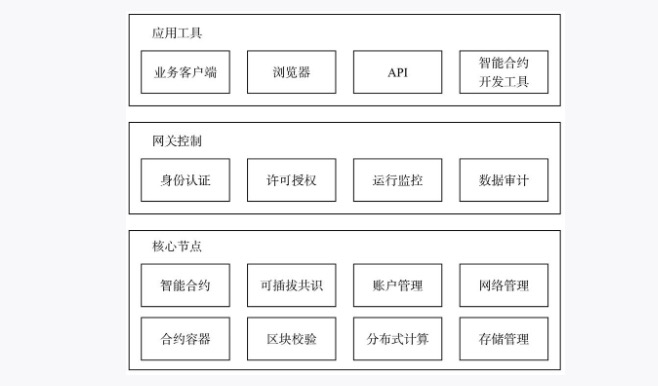 应用工具
业务客户端
浏览器
API
智能合约
开发工具
网关控制
身份认证
许可授权
运行监控
数据审计
核心节点
智能合约
可插拔共识
账户管理
网络管理
合约容器
区块校验
分布式计算
存储管理